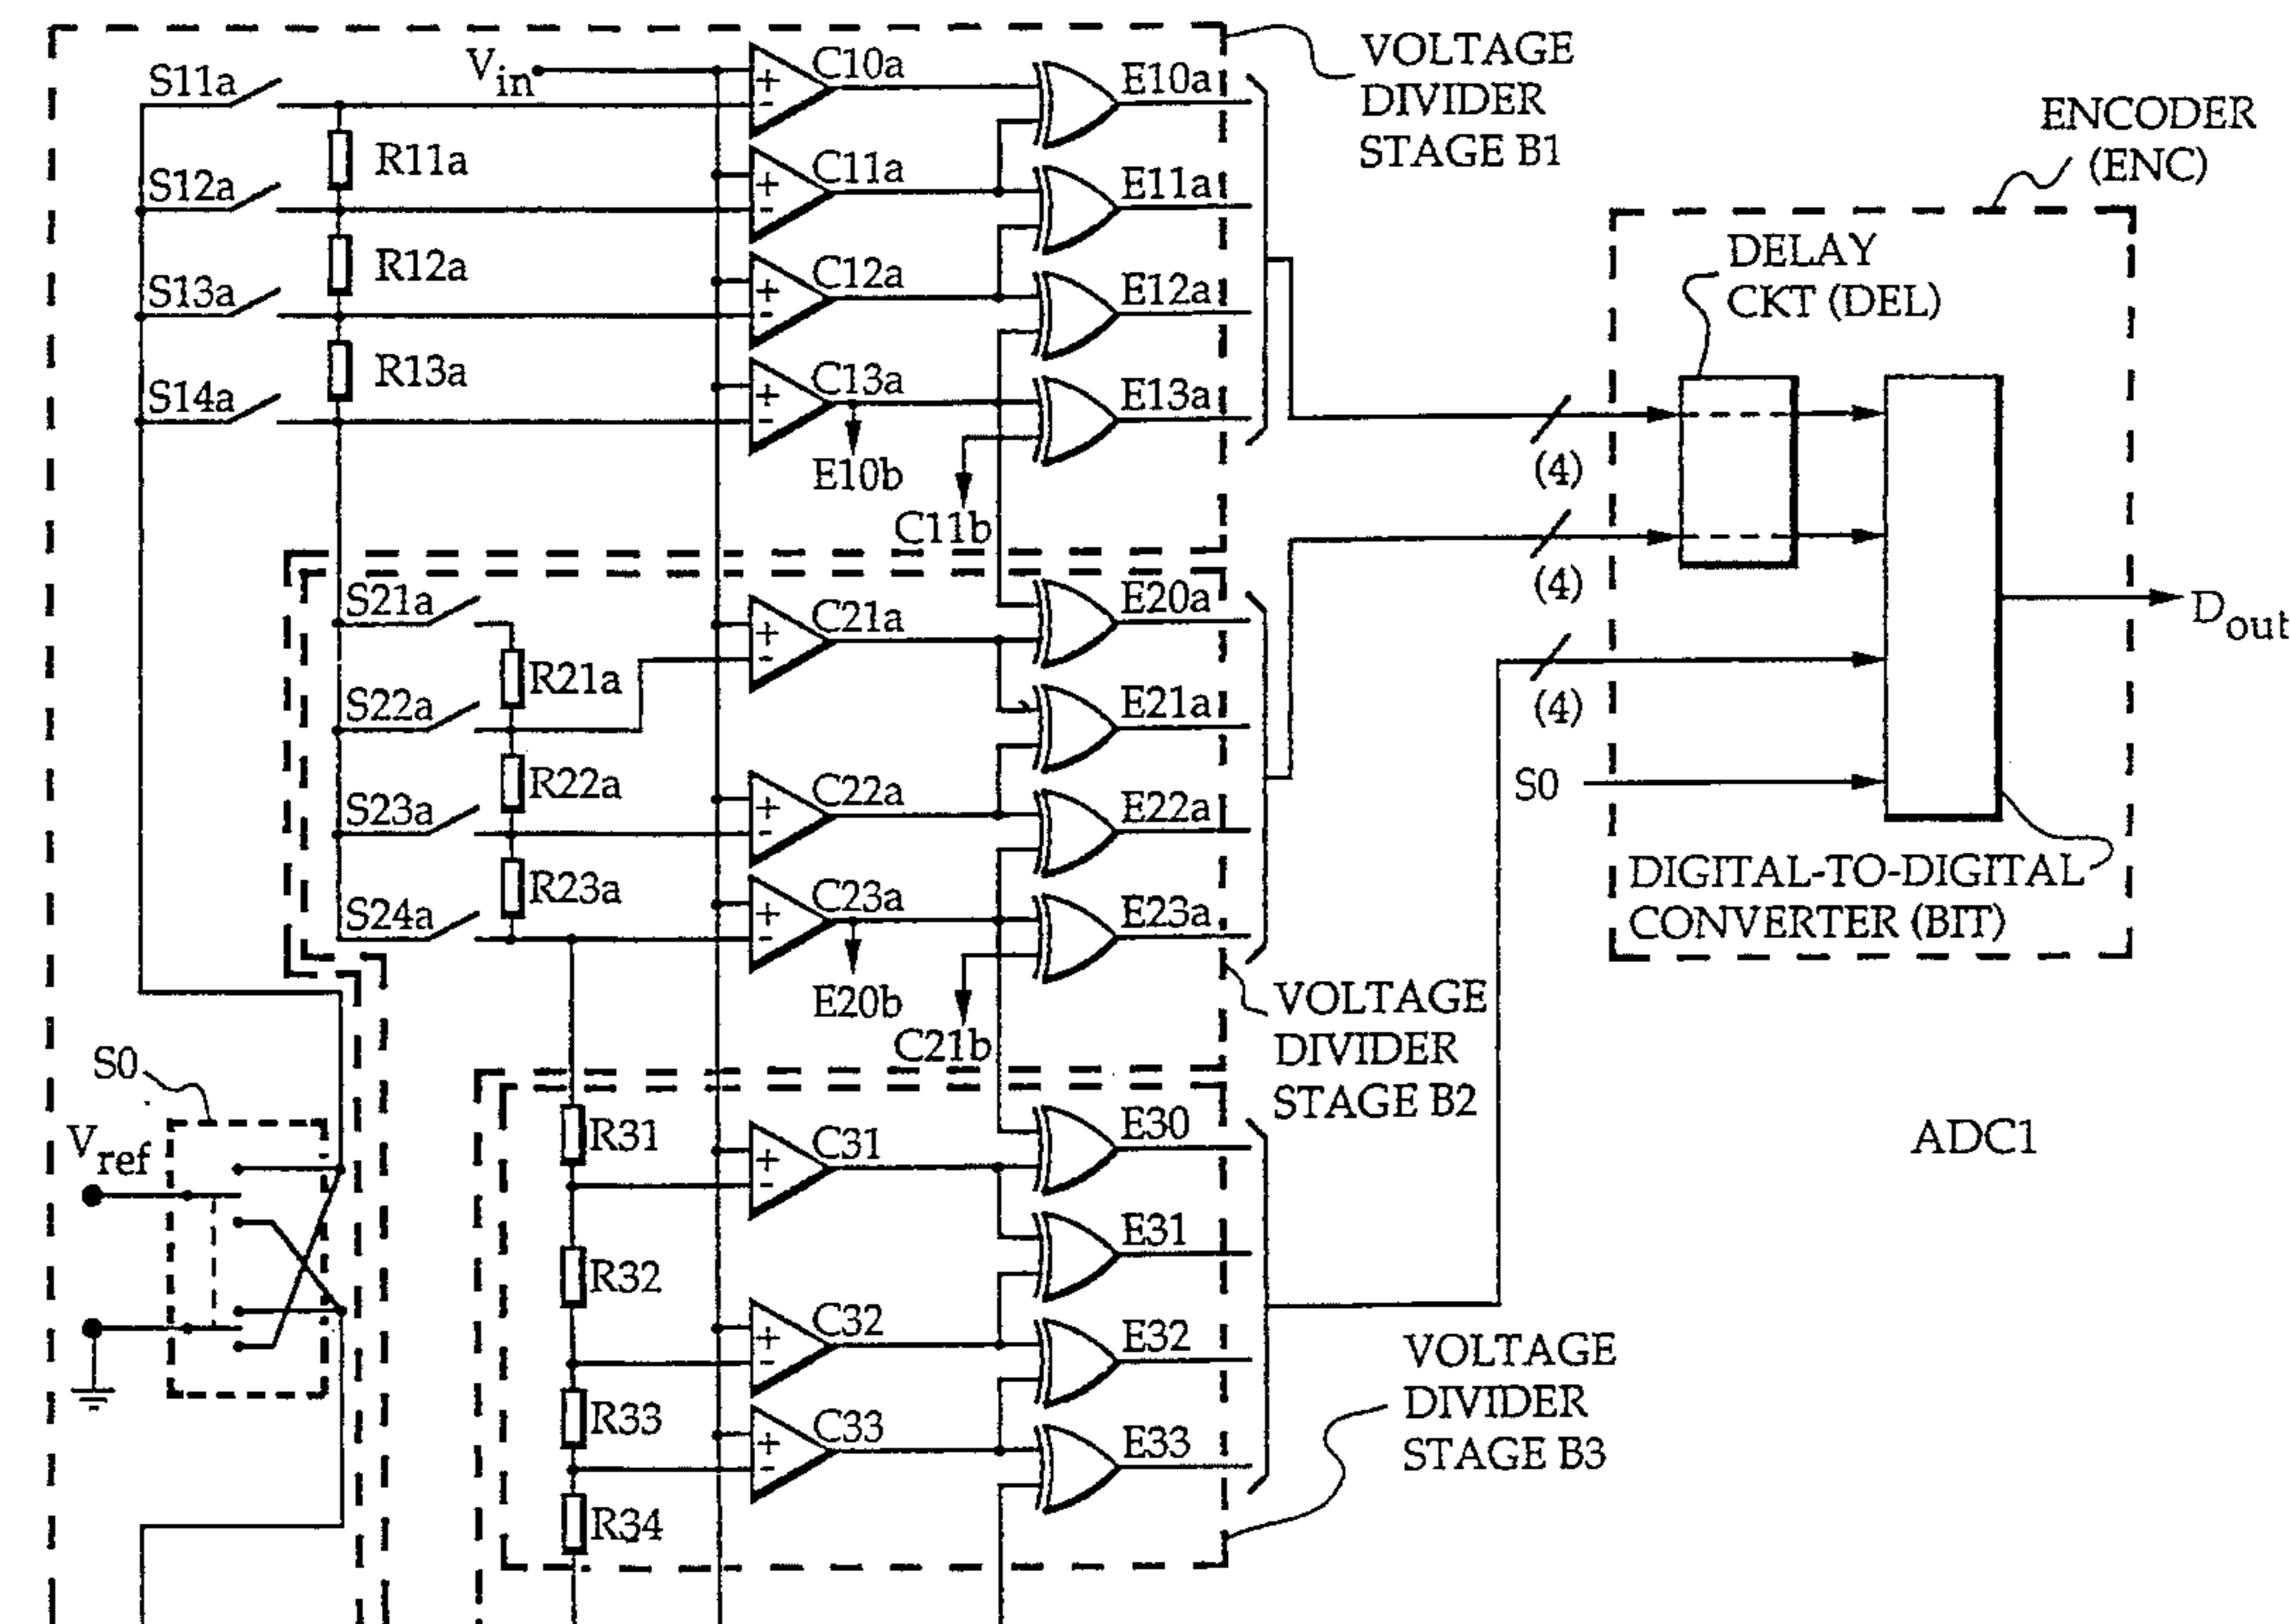 S11a
Vin
+
-
C10a
E10a
VOLTAGE
DIVIDER
STAGE B1
R11a
S12a
+
-
C11a
E11a
ENCODER
(ENC)
R12a
S13a
+
-
C12a
E12a
DELAY
CKT (DEL)
R13a
S14a
+
-
C13a
E13a
E10b
C11b
(4)
S21a
+
-
C21a
E20a
(4)
Dout
R21a
S22a
E21a
(4)
R22a
S23a
+
-
C22a
E22a
S0
R23a
S24a
+
-
C23a
E23a
DIGITAL-TO-DIGITAL
CONVERTER (BIT)
E20b
C21b
VOLTAGE
DIVIDER
STAGE B2
S0
Vref
R31
+
-
C31
E30
ADC1
R32
E31
+
-
C32
E32
VOLTAGE
DIVIDER
STAGE B3
R33
+
-
C33
E33
R34